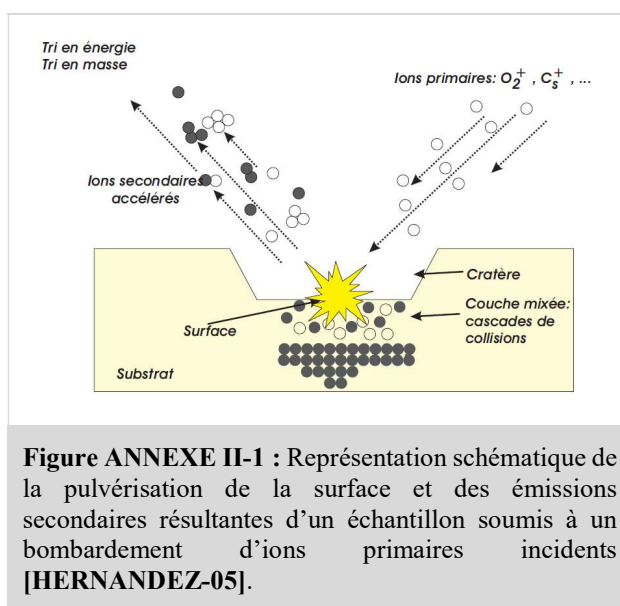 Tri en énergie
Tri en masse
Ions primaires: O₂⁺ , Cₛ⁺ , ...
Ions secondaires
accélérés
Cratère
Couche mixée:
cascades de
collisions
Surface
Substrat
Figure ANNEXE II-1 : Représentation schématique de
la pulvérisation de la surface et des émissions
secondaires résultantes d’un échantillon soumis à un
bombardement d’ions primaires incidents
[HERNANDEZ-05].